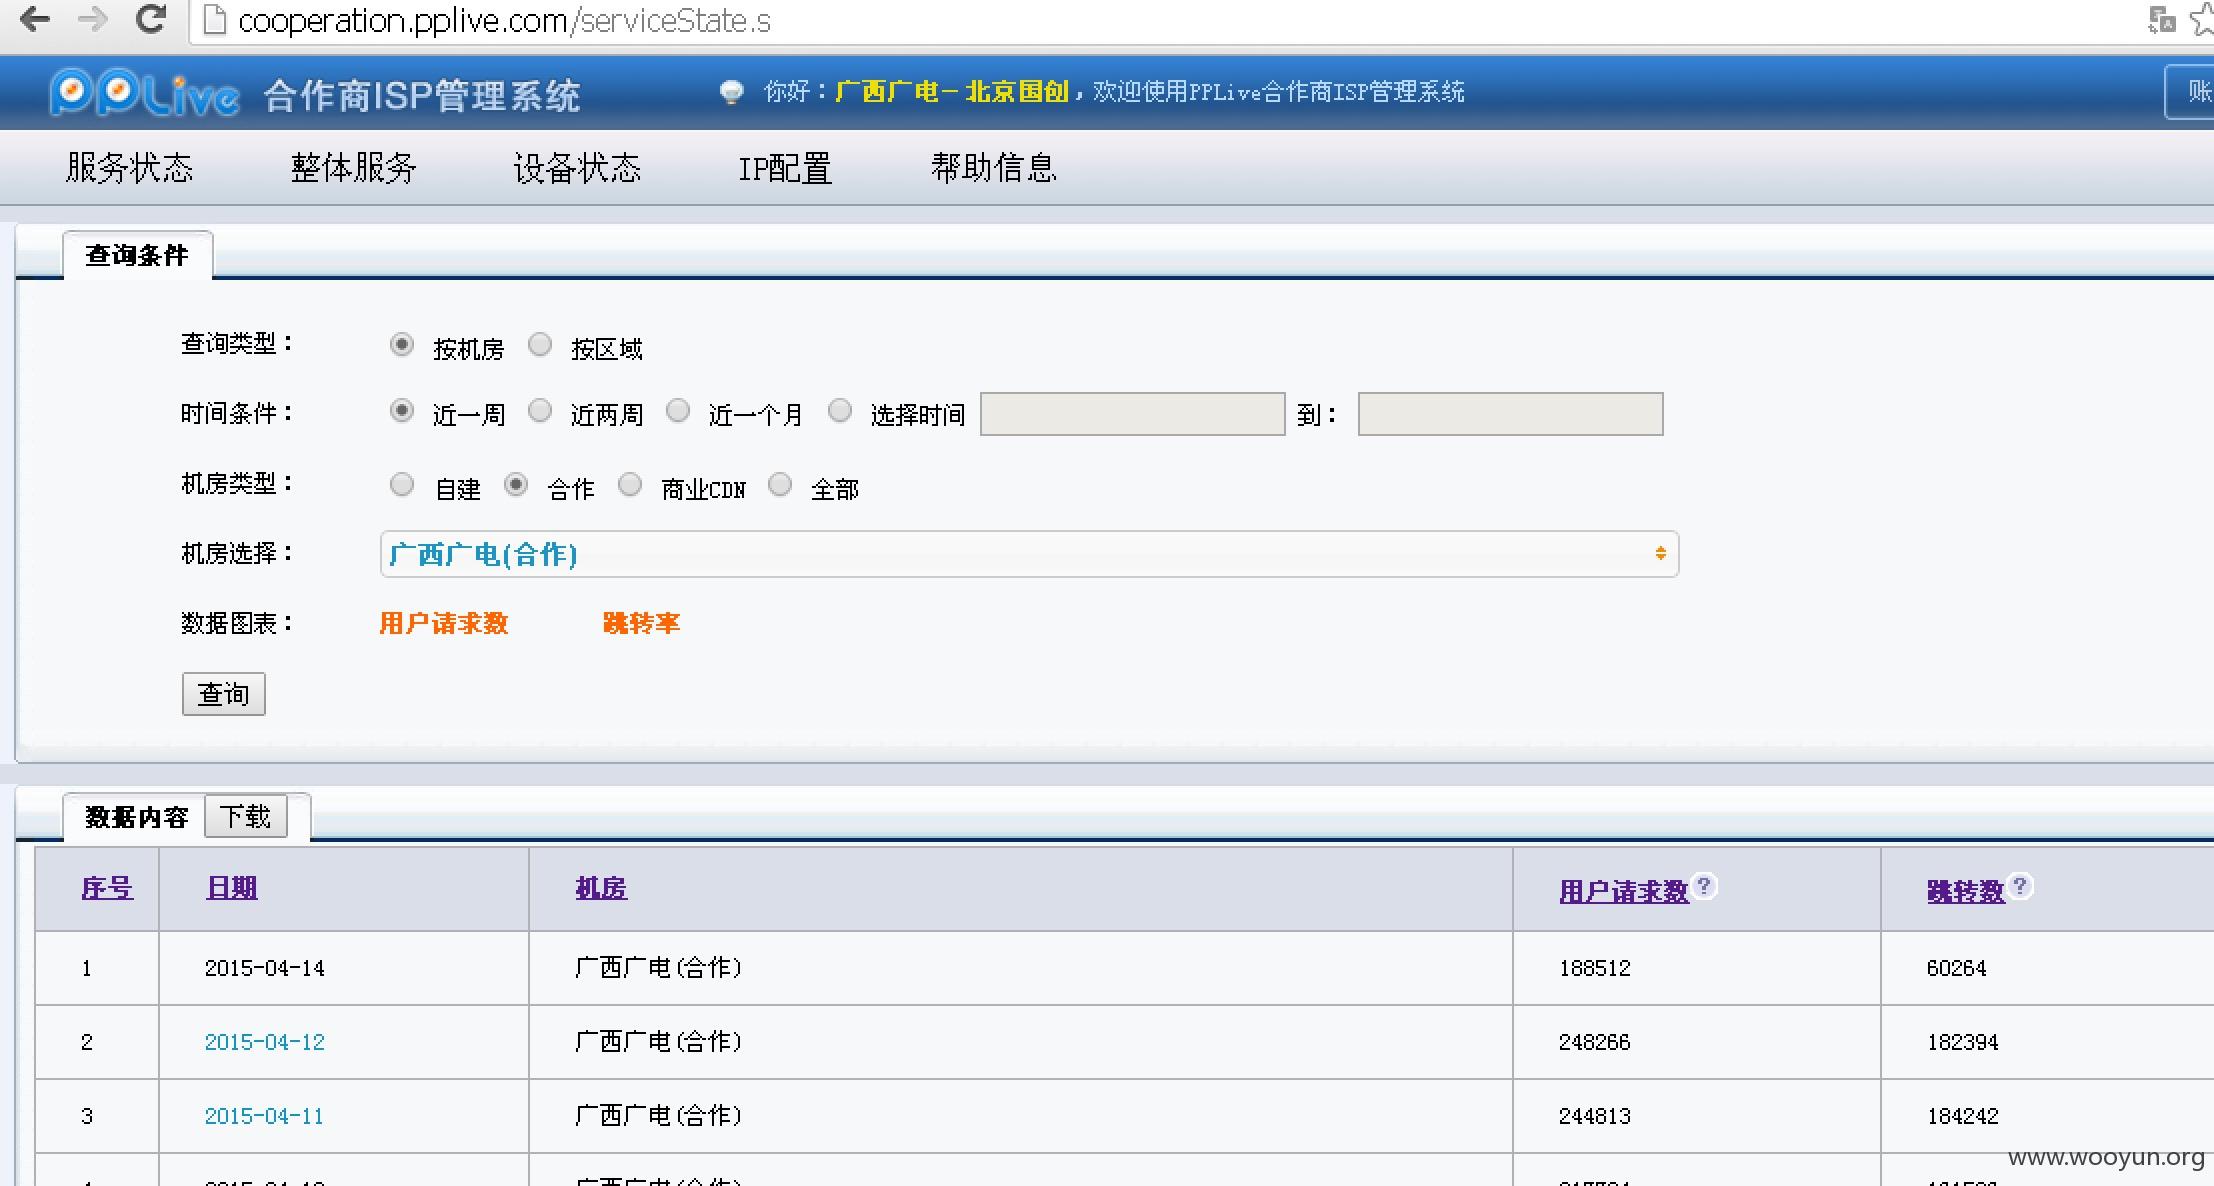 cooperation.pplive.com/serviceState.s
PPLive 合作商ISP管理系统 你好：广西广电-北京国创，欢迎使用PPLive合作商ISP管理系统 账
服务状态 整体服务 设备状态 IP配置 帮助信息
查询条件
查询类型： 按机房 按区域
时间条件： 近一周 近两周 近一个月 选择时间 到：
机房类型： 自建 合作 商业CDN 全部
机房选择： 广西广电(合作)
数据图表： 用户请求数 跳转率
查询
数据内容 下载
序号 日期 机房 用户请求数? 跳转数?
1 2015-04-14 广西广电(合作) 188512 60264
2 2015-04-12 广西广电(合作) 248266 182394
3 2015-04-11 广西广电(合作) 244813 184242
www.wooyun.org